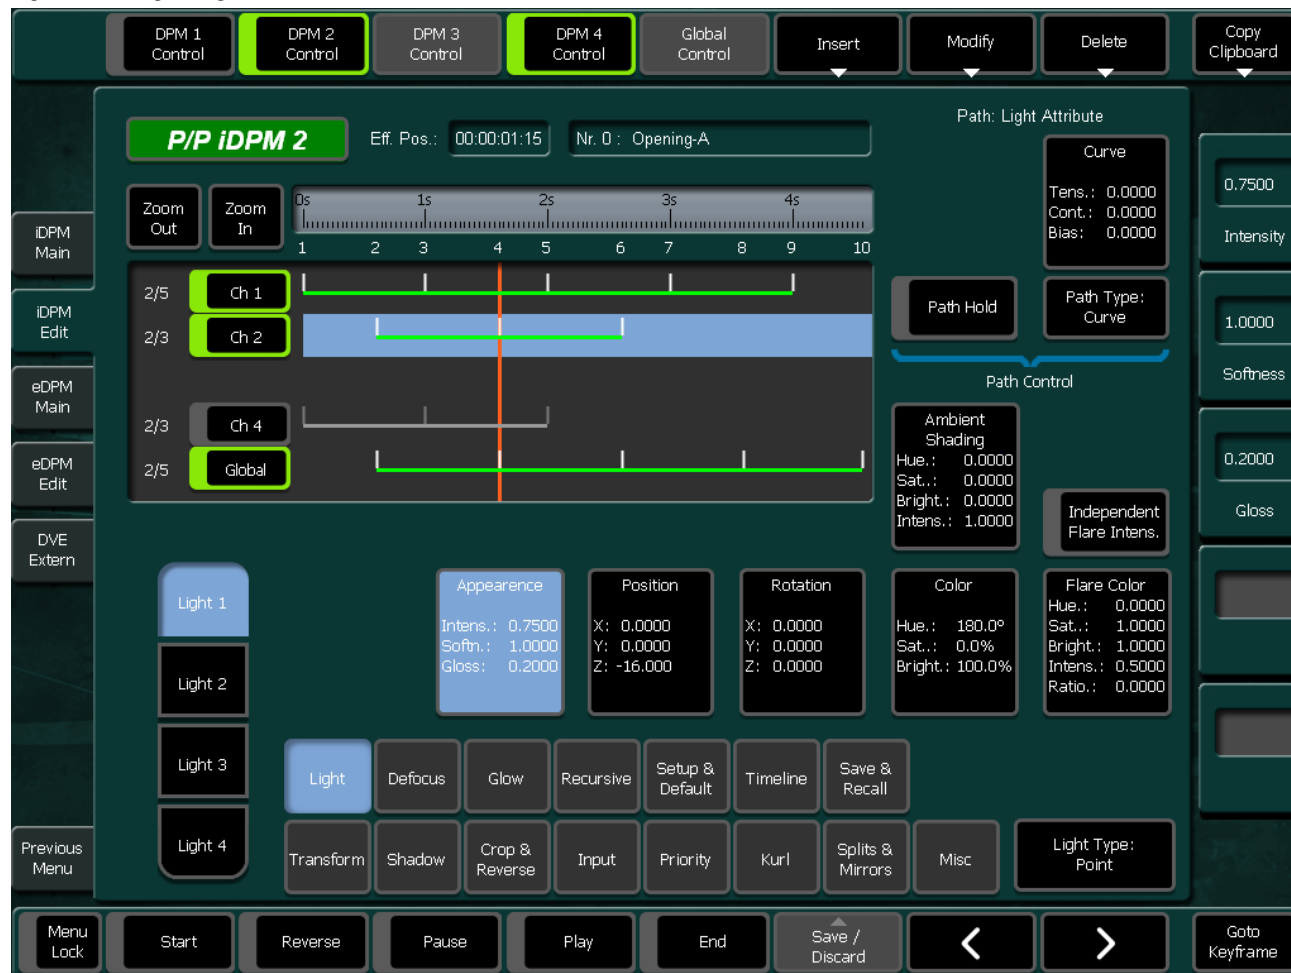 DPM 1
Control
DPM 2
Control
DPM 3
Control
DPM 4
Control
Global
Control
Insert
Modify
Delete
Copy
Clipboard
P/P iDPM 2
Eff. Pos.: 00:00:01:15
Nr. 0 : Opening-A
Path: Light Attribute
Curve
Tens.: 0.0000
Cont.: 0.0000
Bias: 0.0000
0.7500
Intensity
iDPM
Main
Zoom
Out
Zoom
In
0s 1s 2s 3s 4s
1 2 3 4 5 6 7 8 9 10
2/5 Ch 1
2/3 Ch 2
2/3 Ch 4
2/5 Global
iDPM
Edit
eDPM
Main
eDPM
Edit
DVE
Extern
Path Hold
Path Type:
Curve
Path Control
1.0000
Softness
Ambient
Shading
Hue.: 0.0000
Sat..: 0.0000
Bright.: 0.0000
Intens.: 1.0000
Independent
Flare Intens.
0.2000
Gloss
Light 1
Light 2
Light 3
Light 4
Appearence
Intens.: 0.7500
Softn.: 1.0000
Gloss: 0.2000
Position
X: 0.0000
Y: 0.0000
Z: -16.000
Rotation
X: 0.0000
Y: 0.0000
Z: 0.0000
Color
Hue.: 180.0º
Sat..: 0.0%
Bright.: 100.0%
Flare Color
Hue.: 0.0000
Sat..: 1.0000
Bright.: 1.0000
Intens.: 0.5000
Ratio.: 0.0000
Light
Defocus
Glow
Recursive
Setup &
Default
Timeline
Save &
Recall
Previous
Menu
Transform
Shadow
Crop &
Reverse
Input
Priority
Kurl
Splits &
Mirrors
Misc
Light Type:
Point
Menu
Lock
Start
Reverse
Pause
Play
End
Save /
Discard
Goto
Keyframe